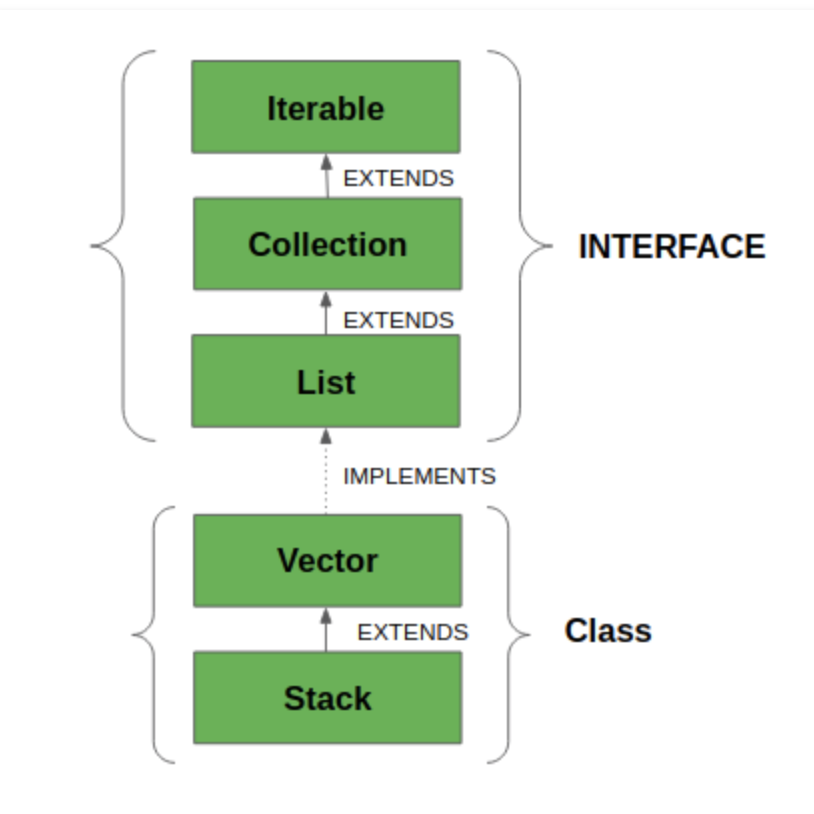 Iterable
EXTENDS
Collection
INTERFACE
EXTENDS
List
IMPLEMENTS
Vector
EXTENDS
Class
Stack